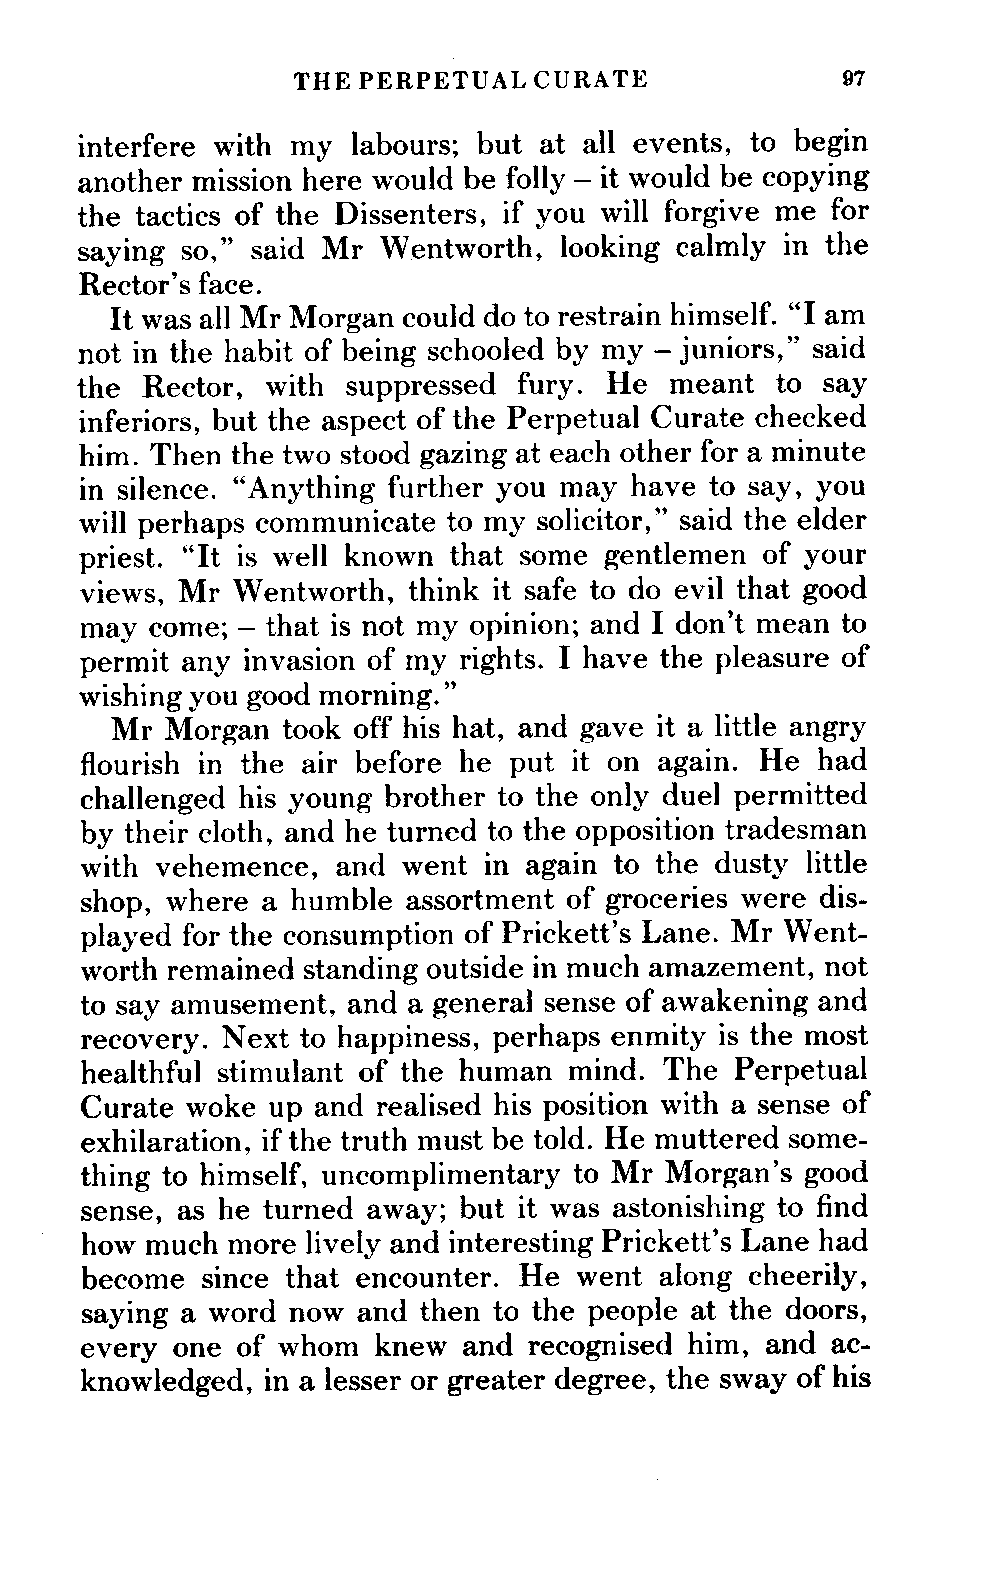 THE PERPETUAL CURATE 97
interfere with my labours; but at all events, to begin
another mission here would be folly – it would be copying
the tactics of the Dissenters, if you will forgive me for
saying so,” said Mr Wentworth, looking calmly in the
Rector’s face.
It was all Mr Morgan could do to restrain himself. “I am
not in the habit of being schooled by my – juniors,” said
the Rector, with suppressed fury. He meant to say
inferiors, but the aspect of the Perpetual Curate checked
him. Then the two stood gazing at each other for a minute
in silence. “Anything further you may have to say, you
will perhaps communicate to my solicitor,” said the elder
priest. “It is well known that some gentlemen of your
views, Mr Wentworth, think it safe to do evil that good
may come; – that is not my opinion; and I don’t mean to
permit any invasion of my rights. I have the pleasure of
wishing you good morning.”
Mr Morgan took off his hat, and gave it a little angry
flourish in the air before he put it on again. He had
challenged his young brother to the only duel permitted
by their cloth, and he turned to the opposition tradesman
with vehemence, and went in again to the dusty little
shop, where a humble assortment of groceries were dis-
played for the consumption of Prickett’s Lane. Mr Went-
worth remained standing outside in much amazement, not
to say amusement, and a general sense of awakening and
recovery. Next to happiness, perhaps enmity is the most
healthful stimulant of the human mind. The Perpetual
Curate woke up and realised his position with a sense of
exhilaration, if the truth must be told. He muttered some-
thing to himself, uncomplimentary to Mr Morgan’s good
sense, as he turned away; but it was astonishing to find
how much more lively and interesting Prickett’s Lane had
become since that encounter. He went along cheerily,
saying a word now and then to the people at the doors,
every one of whom knew and recognised him, and ac-
knowledged, in a lesser or greater degree, the sway of his